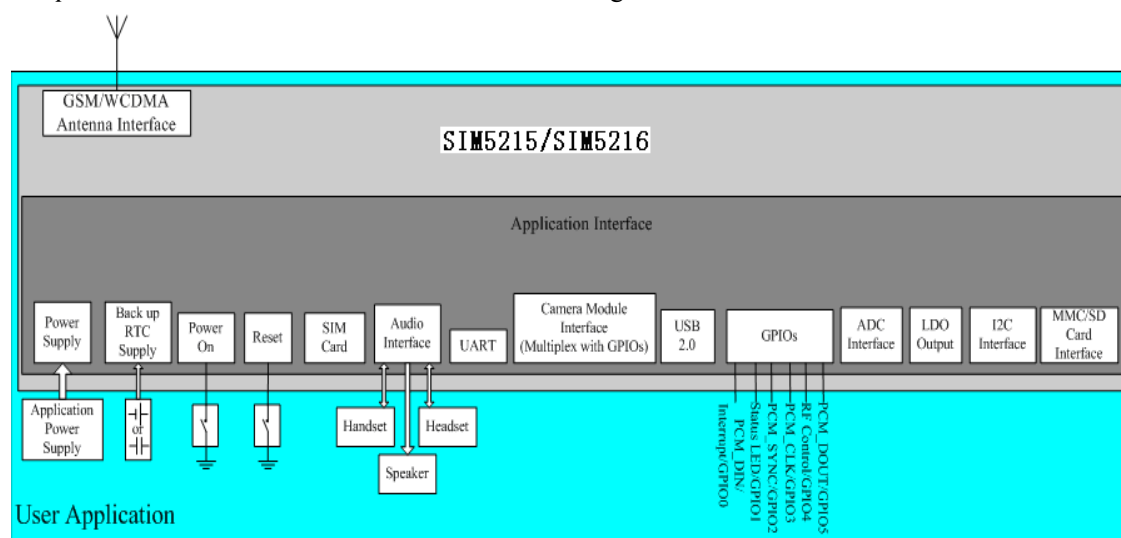 GSM/WCDMA
Antenna Interface
SIM5215/SIM5216
Application Interface
Power
Supply
Back up
RTC
Supply
Power
On
Reset
SIM
Card
Audio
Interface
UART
Camera Module
Interface
(Multiplex with GPIOs)
USB
2.0
GPIOs
ADC
Interface
LDO
Output
I2C
Interface
MMC/SD
Card
Interface
Application
Power
Supply
or
Handset
Headset
Speaker
PCM_DIN/
Interrupt/GPIO0
Status LED/GPIO1
PCM_SYNC/GPIO2
PCM_CLK/GPIO3
RF Control/GPIO4
PCM_DOUT/GPIO5
User Application